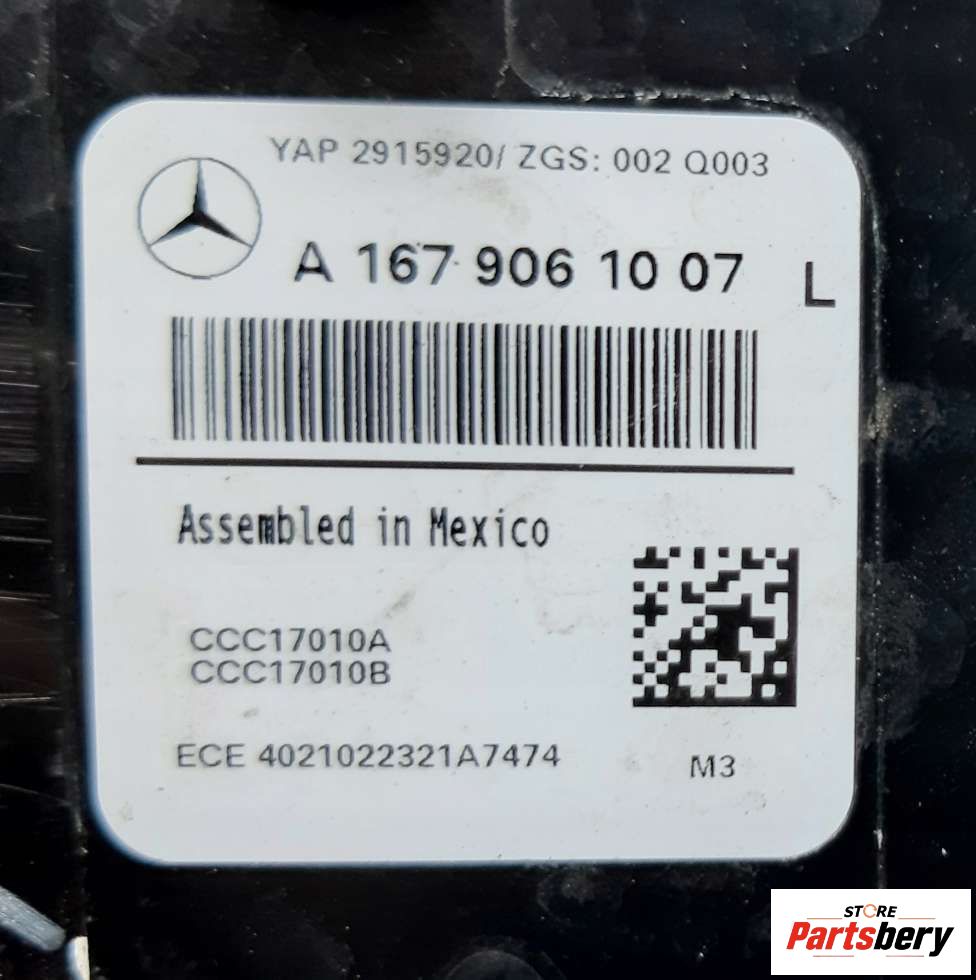 YAP 2915920/ ZGS: 002 Q003
A 167 906 10 07
L
Assembled in Mexico
CCC17010A
CCC17010B
ECE 4021022321A7474
M3
STORE
Partsbery